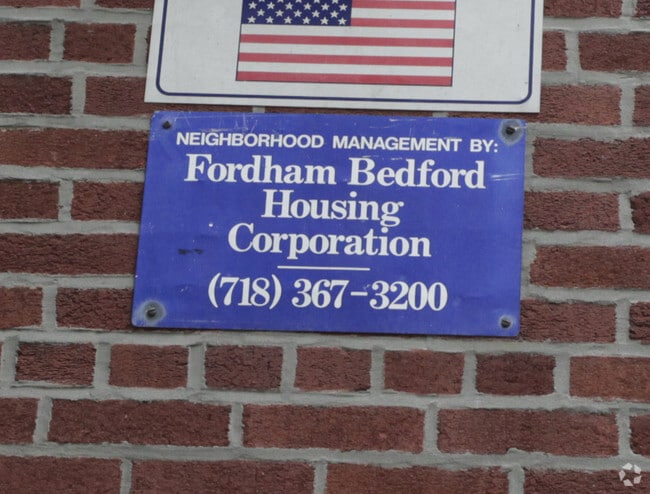 NEIGHBORHOOD MANAGEMENT BY:
Fordham Bedford
Housing
Corporation
(718) 367-3200